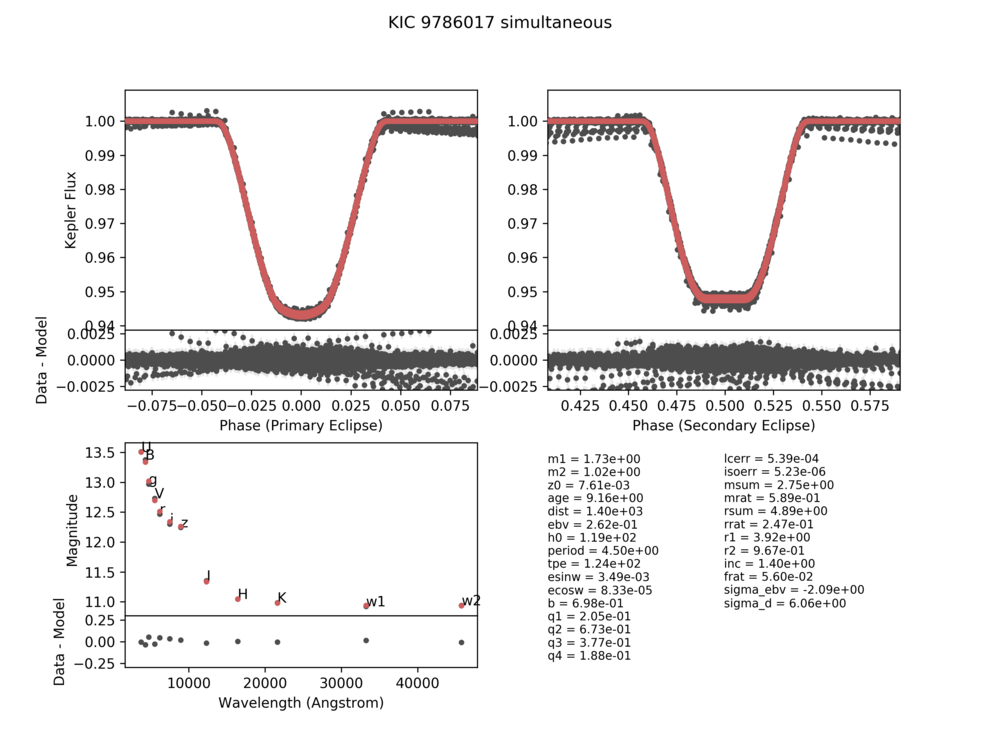 KIC 9786017 simultaneous
Kepler Flux
1.00
0.99
0.98
0.97
0.96
0.95
0.94
1.00
0.99
0.98
0.97
0.96
0.95
0.94
Data - Model
0.0025
0.0000
−0.0025
0.0025
0.0000
−0.0025
−0.075 −0.050 −0.025 0.000 0.025 0.050 0.075
Phase (Primary Eclipse)
0.425 0.450 0.475 0.500 0.525 0.550 0.575
Phase (Secondary Eclipse)
Magnitude
13.5
13.0
12.5
12.0
11.5
11.0
U
B
g
V
r
i
z
J
H
K
w1
w2
Data - Model
0.25
0.00
−0.25
10000 20000 30000 40000
Wavelength (Angstrom)
m1 = 1.73e+00
m2 = 1.02e+00
z0 = 7.61e-03
age = 9.16e+00
dist = 1.40e+03
ebv = 2.62e-01
h0 = 1.19e+02
period = 4.50e+00
tpe = 1.24e+02
esinw = 3.49e-03
ecosw = 8.33e-05
b = 6.98e-01
q1 = 2.05e-01
q2 = 6.73e-01
q3 = 3.77e-01
q4 = 1.88e-01
lcerr = 5.39e-04
isoerr = 5.23e-06
msum = 2.75e+00
mrat = 5.89e-01
rsum = 4.89e+00
rrat = 2.47e-01
r1 = 3.92e+00
r2 = 9.67e-01
inc = 1.40e+00
frat = 5.60e-02
sigma_ebv = -2.09e+00
sigma_d = 6.06e+00